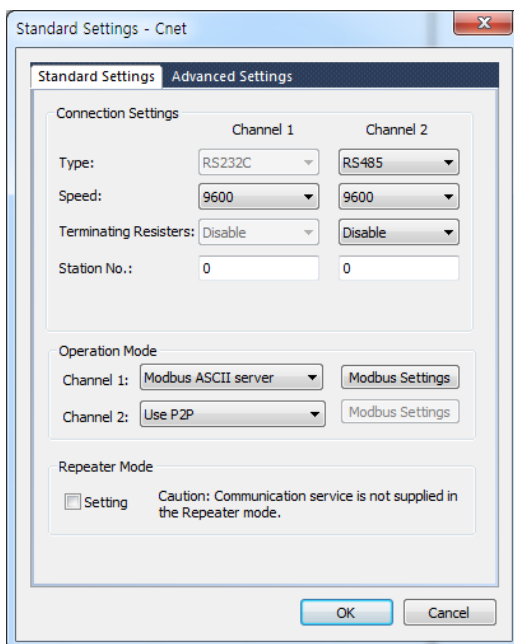 Standard Settings - Cnet
Standard Settings Advanced Settings
Connection Settings
Channel 1 Channel 2
Type: RS232C RS485
Speed: 9600 9600
Terminating Resisters: Disable Disable
Station No.: 0 0
Operation Mode
Channel 1: Modbus ASCII server Modbus Settings
Channel 2: Use P2P Modbus Settings
Repeater Mode
Setting Caution: Communication service is not supplied in
the Repeater mode.
OK Cancel